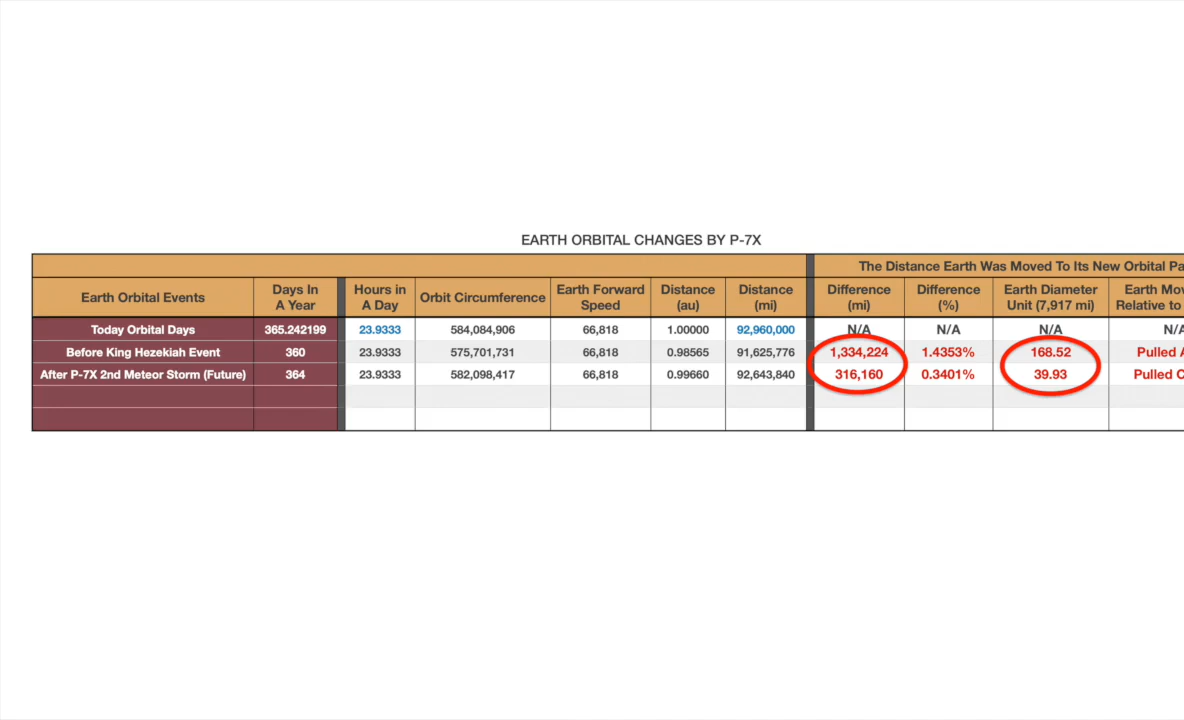 EARTH ORBITAL CHANGES BY P-7X
The Distance Earth Was Moved To Its New Orbital Pa
Earth Orbital Events Days In A Year Hours in A Day Orbit Circumference Earth Forward Speed Distance (au) Distance (mi) Difference (mi) Difference (%) Earth Diameter Unit (7,917 mi) Earth Mov Relative to
Today Orbital Days 365.242199 23.9333 584,084,906 66,818 1.00000 92,960,000 N/A N/A N/A N/A
Before King Hezekiah Event 360 23.9333 575,701,731 66,818 0.98565 91,625,776 1,334,224 1.4353% 168.52 Pulled A
After P-7X 2nd Meteor Storm (Future) 364 23.9333 582,098,417 66,818 0.99660 92,643,840 316,160 0.3401% 39.93 Pulled C